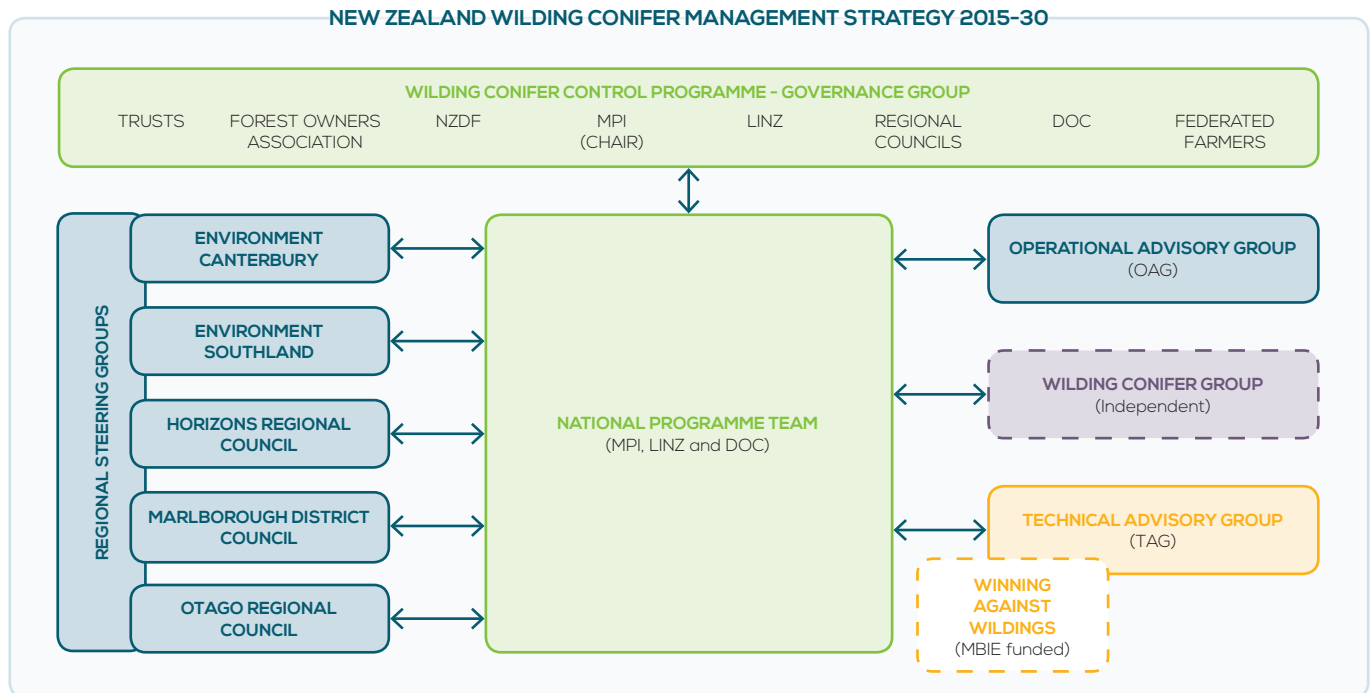 NEW ZEALAND WILDING CONIFER MANAGEMENT STRATEGY 2015-30
WILDING CONIFER CONTROL PROGRAMME - GOVERNANCE GROUP
TRUSTS
FOREST OWNERS
ASSOCIATION
NZDF
MPI
(CHAIR)
LINZ
REGIONAL
COUNCILS
DOC
FEDERATED
FARMERS
REGIONAL STEERING GROUPS
ENVIRONMENT
CANTERBURY
ENVIRONMENT
SOUTHLAND
HORIZONS REGIONAL
COUNCIL
MARLBOROUGH DISTRICT
COUNCIL
OTAGO REGIONAL
COUNCIL
NATIONAL PROGRAMME TEAM
(MPI, LINZ and DOC)
OPERATIONAL ADVISORY GROUP
(OAG)
WILDING CONIFER GROUP
(Independent)
TECHNICAL ADVISORY GROUP
(TAG)
WINNING
AGAINST
WILDINGS
(MBIE funded)